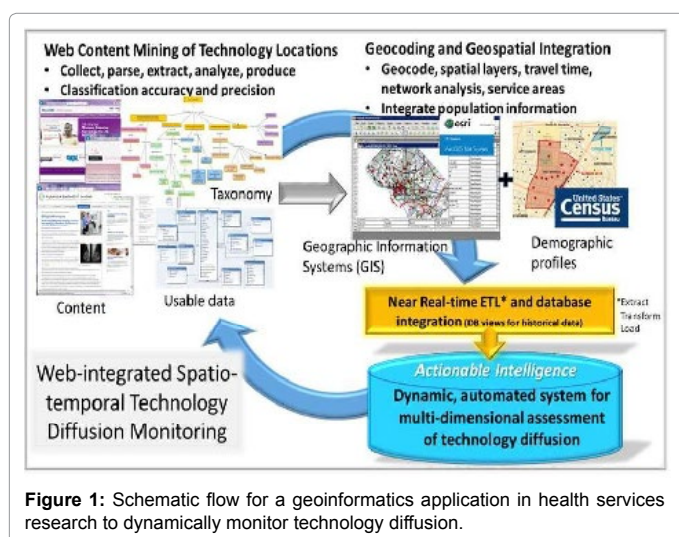 Web Content Mining of Technology Locations
• Collect, parse, extract, analyze, produce
• Classification accuracy and precision
Geocoding and Geospatial Integration
• Geocode, spatial layers, travel time,
network analysis, service areas
• Integrate population information
Taxonomy
Content
Usable data
Geographic Information
Systems (GIS)
+
United States
Census
Bureau
Demographic
profiles
Near Real-time ETL* and database
integration (DB views for historical data)
*Extract
Transform
Load
Actionable Intelligence
Dynamic, automated system for
multi-dimensional assessment
of technology diffusion
Web-integrated Spatio-
temporal Technology
Diffusion Monitoring
Figure 1: Schematic flow for a geoinformatics application in health services
research to dynamically monitor technology diffusion.